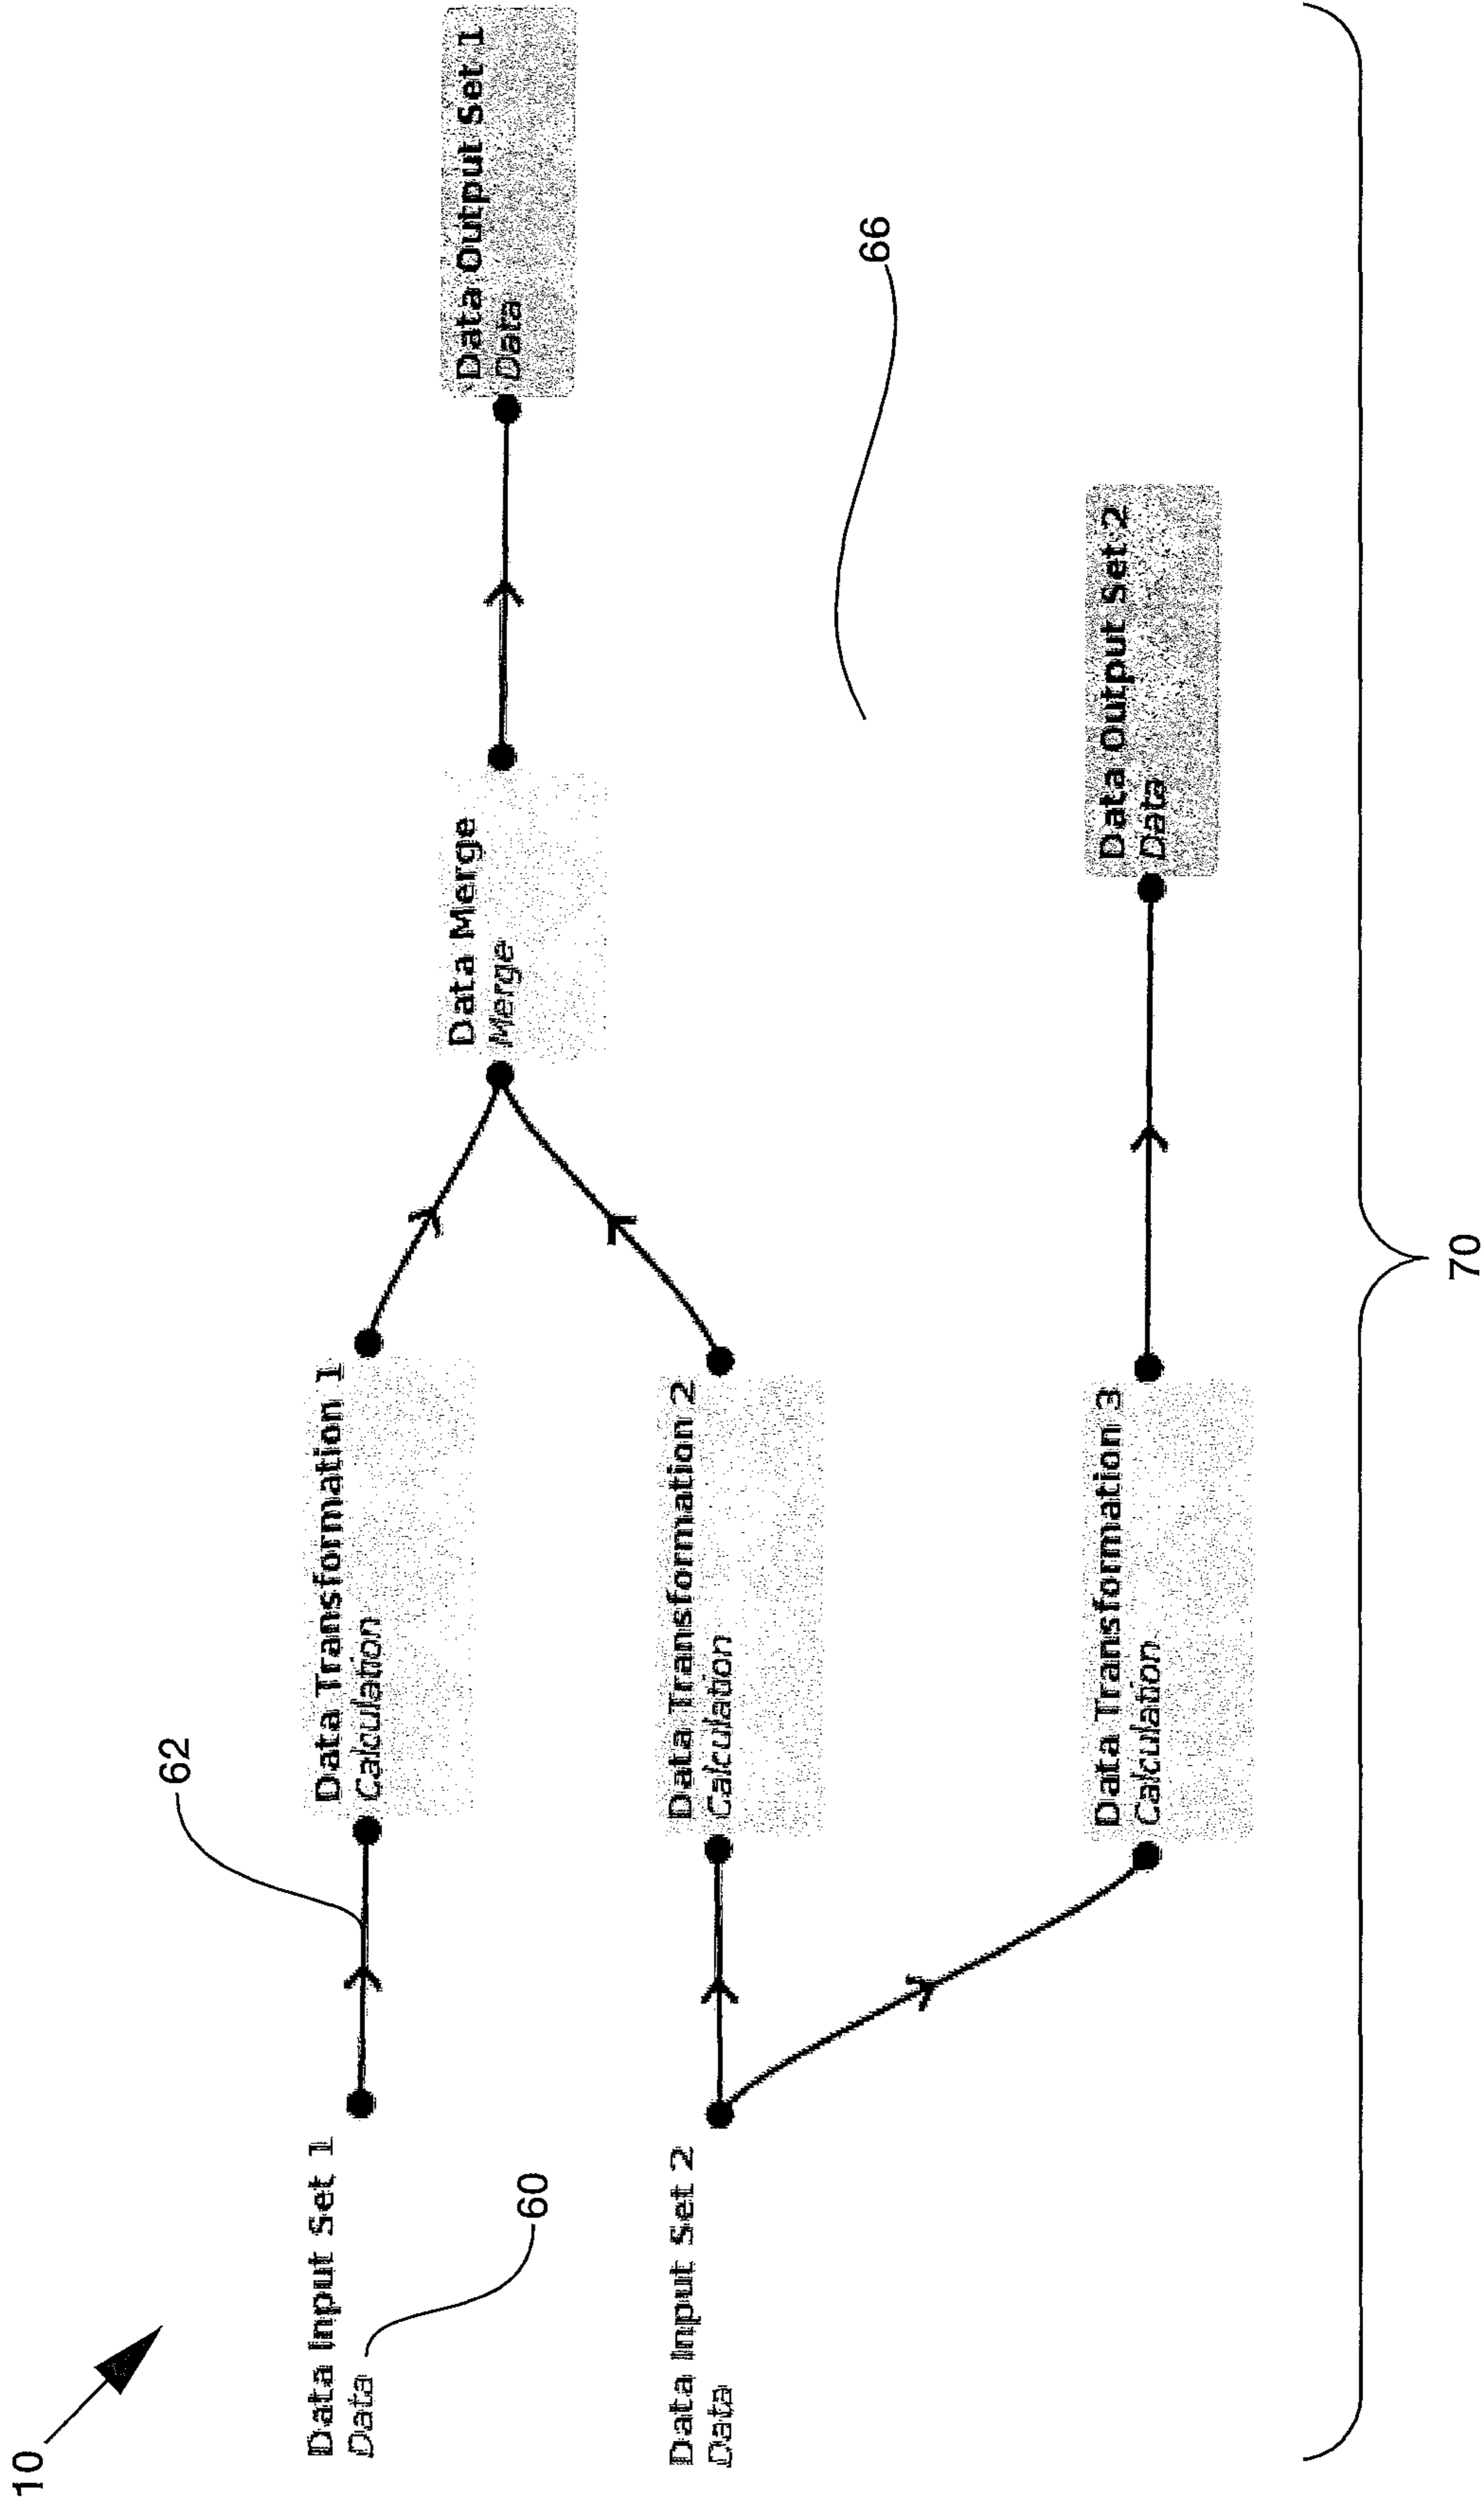 10
62
Data Input Set 1
Data
60
Data Transformation 1
Calculation
Data Merge
Merge
Data Output Set 1
Data
Data Input Set 2
Data
Data Transformation 2
Calculation
66
Data Transformation 3
Calculation
Data Output Set 2
Data
70